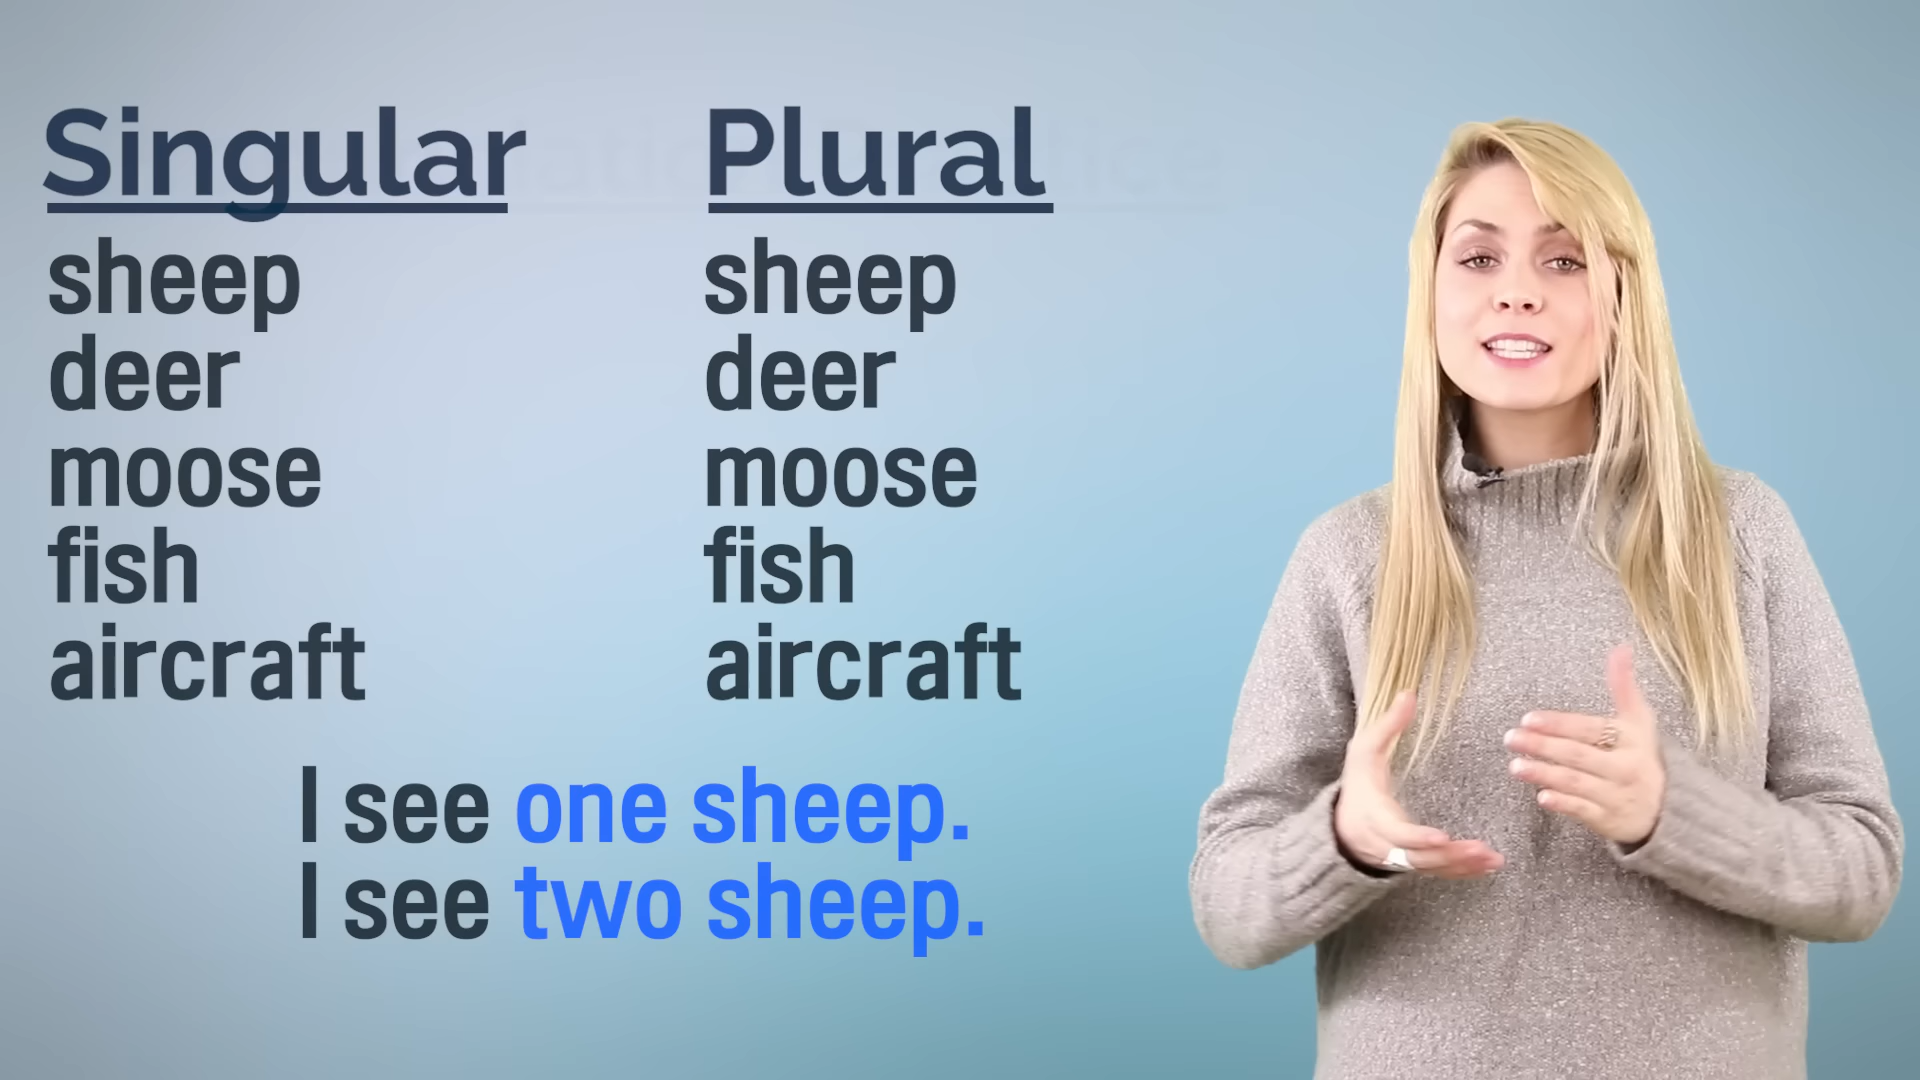 Singular Plural
sheep sheep
deer deer
moose moose
fish fish
aircraft aircraft
I see one sheep.
I see two sheep.